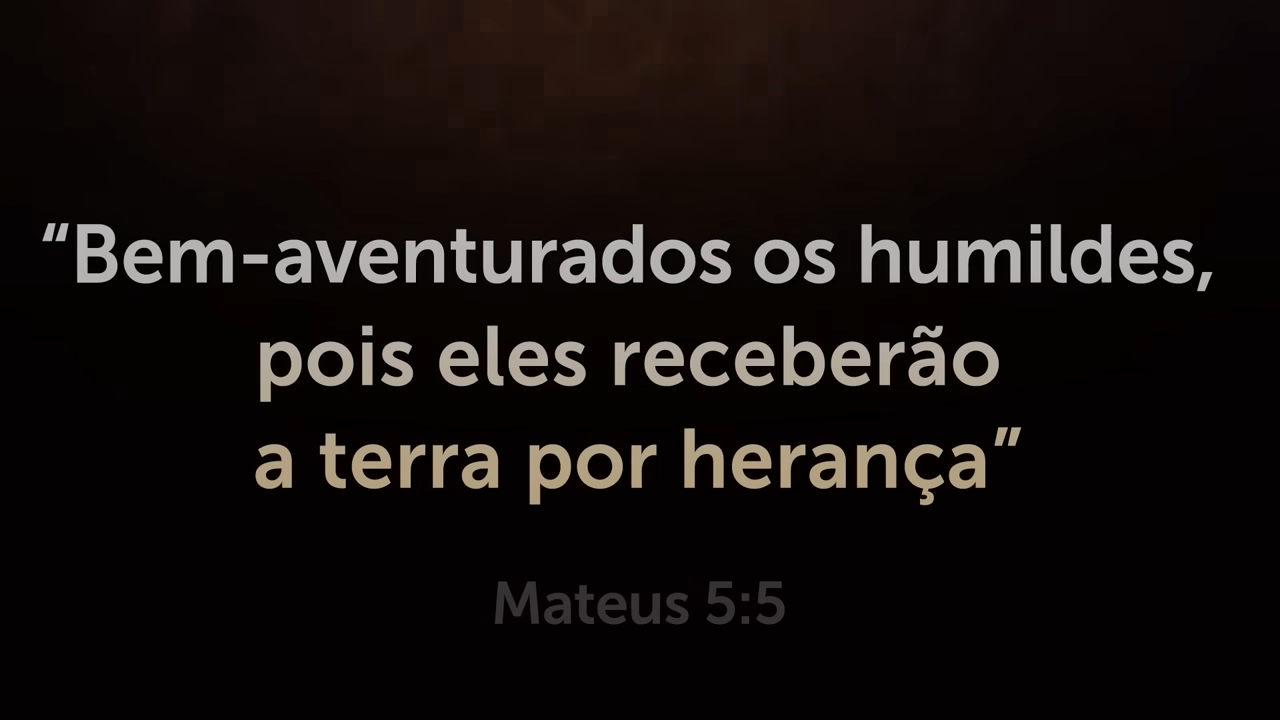 “Bem-aventurados os humildes,
pois eles receberão
a terra por herança”
Mateus 5:5